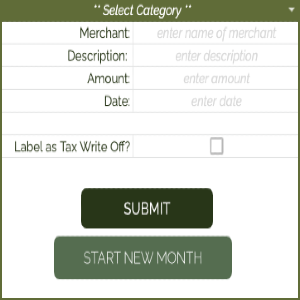 ** Select Category **
Merchant: enter name of merchant
Description: enter description
Amount: enter amount
Date: enter date
Label as Tax Write Off?
SUBMIT
START NEW MONTH